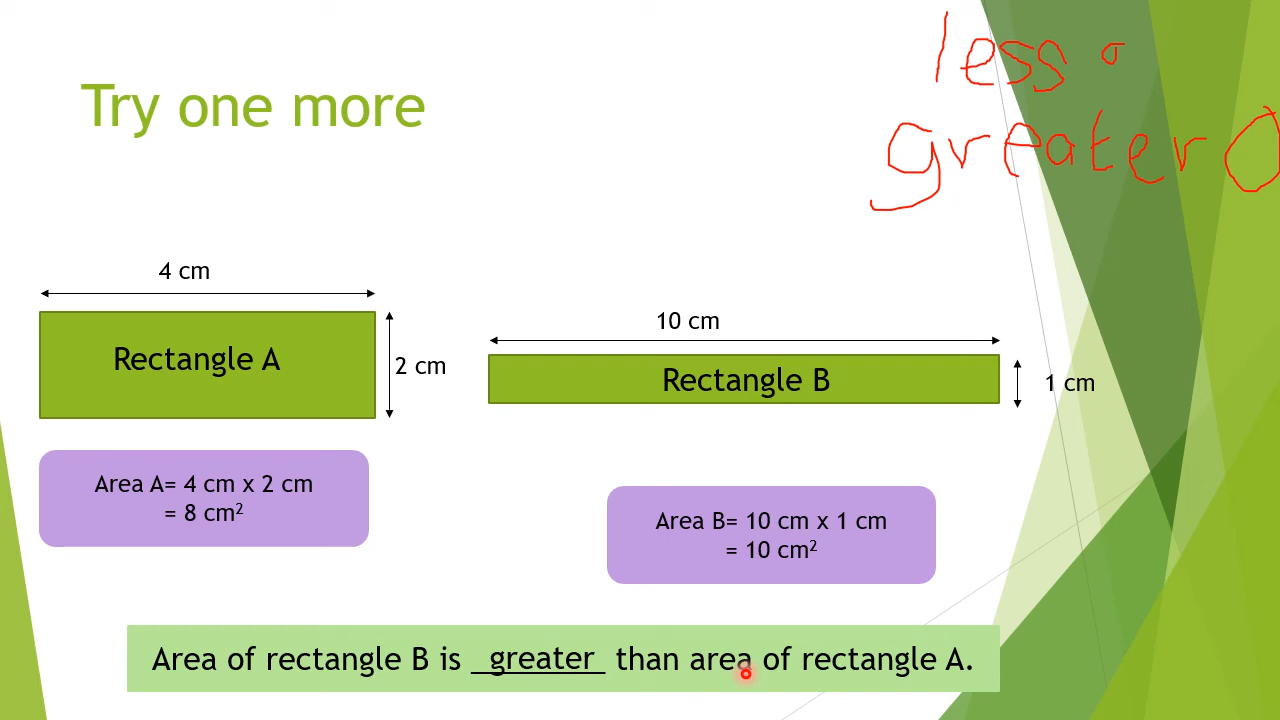 less or
greater
Try one more
4 cm
2 cm
Rectangle A
10 cm
1 cm
Rectangle B
Area A= 4 cm x 2 cm
= 8 cm²
Area B= 10 cm x 1 cm
= 10 cm²
Area of rectangle B is greater than area of rectangle A.